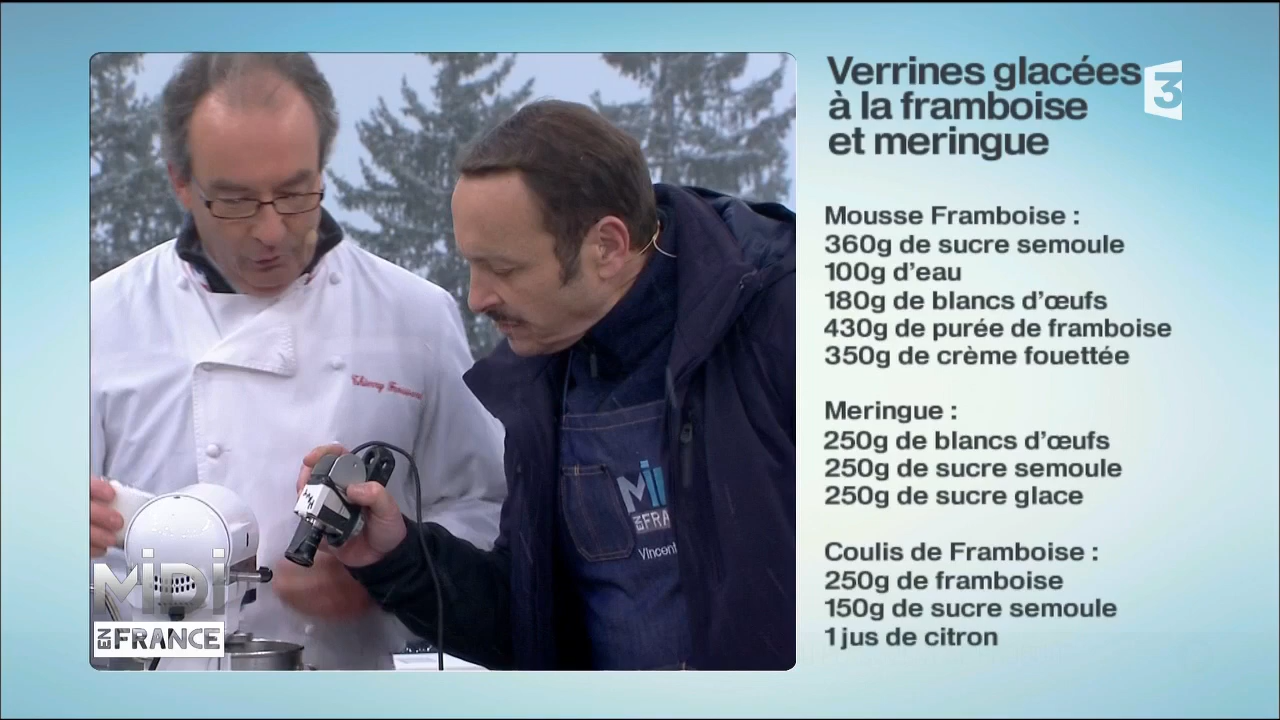 Verrines glacées
à la framboise
et meringue
3
Mousse Framboise :
360g de sucre semoule
100g d'eau
180g de blancs d'œufs
430g de purée de framboise
350g de crème fouettée
Meringue :
250g de blancs d'œufs
250g de sucre semoule
250g de sucre glace
Coulis de Framboise :
250g de framboise
150g de sucre semoule
1 jus de citron
Thierry
MiDi
EN FRANCE
Vincent
MiDi
EN FRANCE